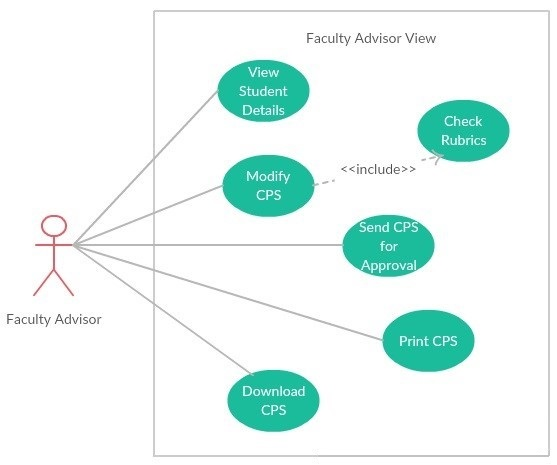 Faculty Advisor View
View
Student
Details
Check
Rubrics
<<include>>
Modify
CPS
Send CPS
for
Approval
Faculty Advisor
Print CPS
Download
CPS